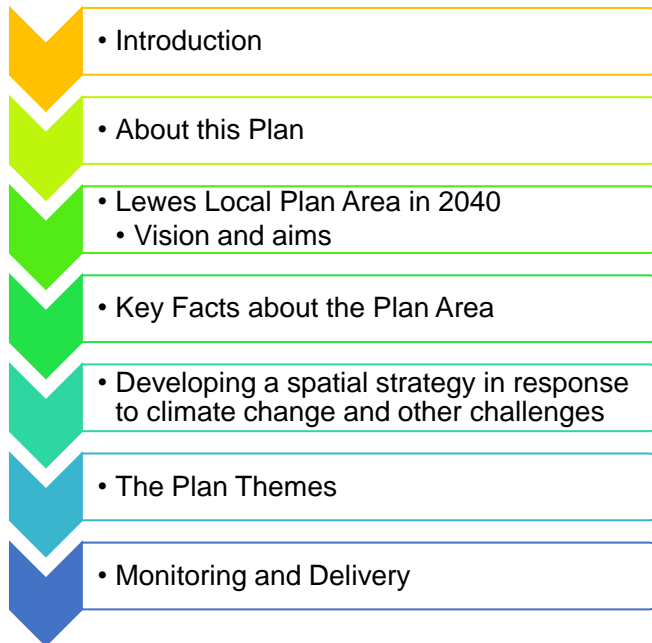 • Introduction
• About this Plan
• Lewes Local Plan Area in 2040
• Vision and aims
• Key Facts about the Plan Area
• Developing a spatial strategy in response
to climate change and other challenges
• The Plan Themes
• Monitoring and Delivery